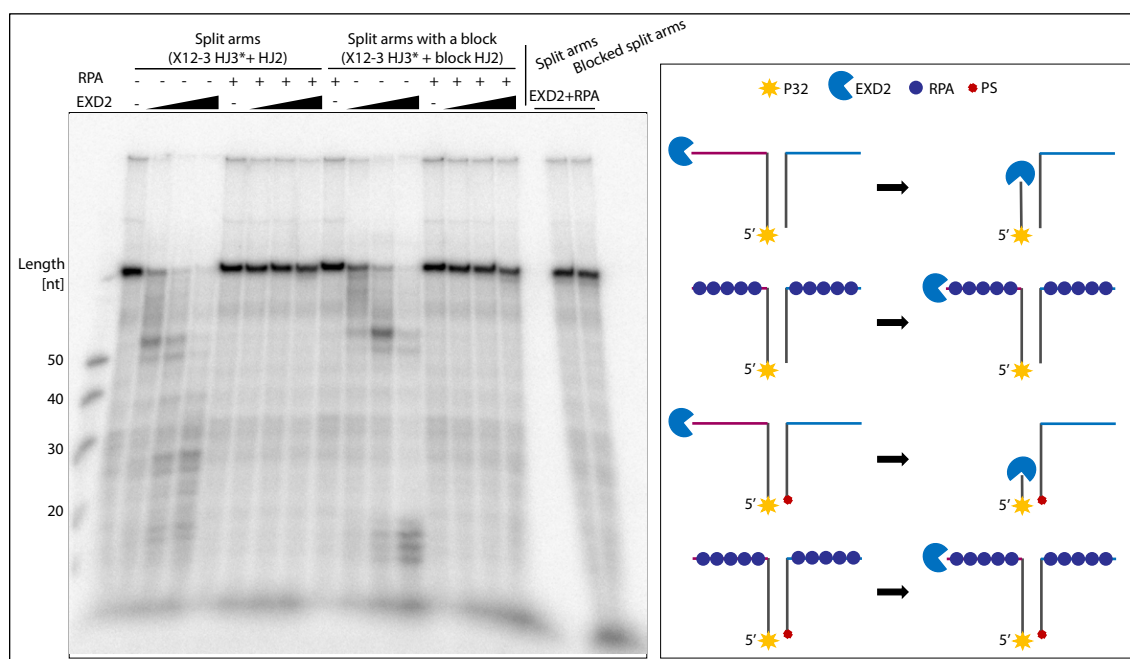 Split arms
(X12-3 HJ3*+ HJ2)
Split arms with a block
(X12-3 HJ3* + block HJ2)
Split arms
Blocked split arms
RPA - - - - + + + + + - - - + + + +
EXD2 - - - -
EXD2+RPA
Length
[nt]
50
40
30
20
P32 EXD2 RPA PS
5′
5′
5′
5′
5′
5′
5′
5′